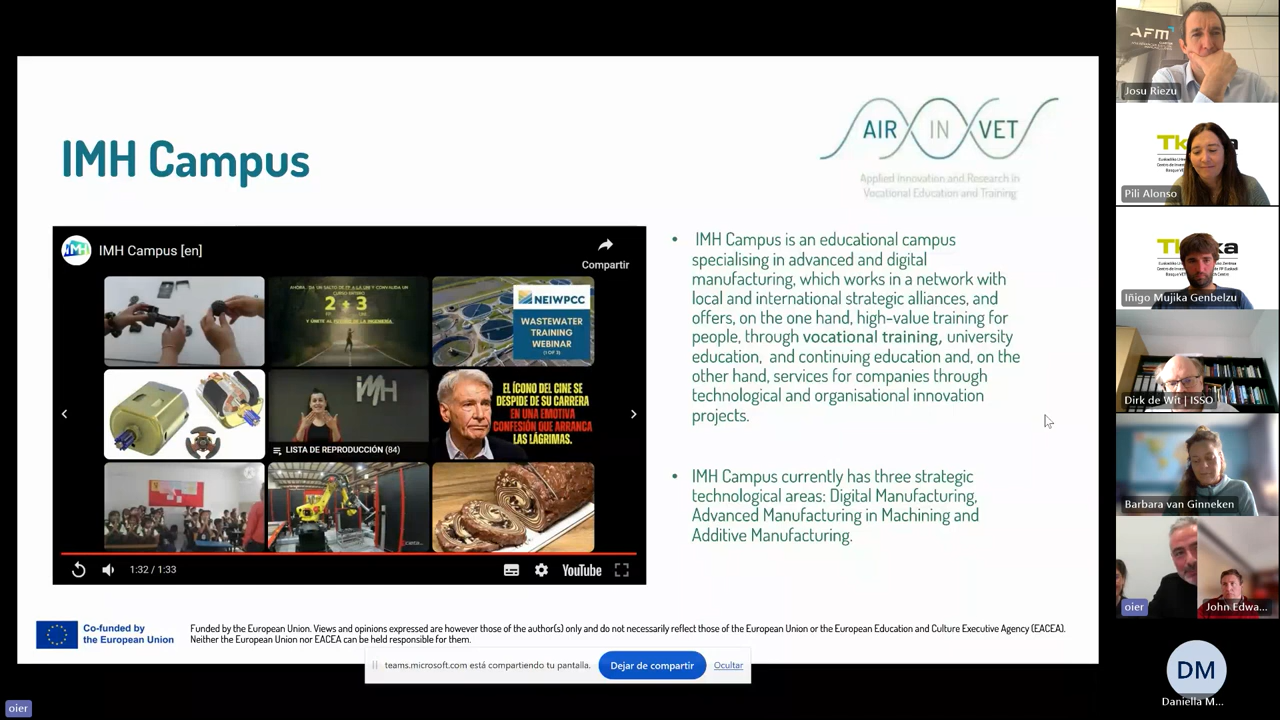 IMH Campus
AIR IN VET
Applied Innovation and Research in
Vocational Education and Training
IMH Campus [en]
Compartir
AHORA, DA UN SALTO DE FP A LA UNI Y CONVALIDA UN
CURSO ENTERO
2+3
Y ÚNETE AL
NEIWPCC
WASTEWATER
TRAINING
WEBINAR
(1 OF 3)
imH
LISTA DE REPRODUCCIÓN (84)
EL ÍCONO DEL CINE SE
DESPIDE DE SU CARRERA
EN UNA EMOTIVA
CONFESIÓN QUE ARRANCA
LAS LÁGRIMAS.
1:32 / 1:33
YouTube
• IMH Campus is an educational campus
specialising in advanced and digital
manufacturing, which works in a network with
local and international strategic alliances, and
offers, on the one hand, high-value training for
people, through vocational training, university
education, and continuing education and, on the
other hand, services for companies through
technological and organisational innovation
projects.
• IMH Campus currently has three strategic
technological areas: Digital Manufacturing,
Advanced Manufacturing in Machining and
Additive Manufacturing.
Co-funded by
the European Union
Funded by the European Union. Views and opinions expressed are however those of the author(s) only and do not necessarily reflect those of the European Union or the European Education and Culture Executive Agency (EACEA).
Neither the European Union nor EACEA can be held responsible for them.
teams.microsoft.com está compartiendo tu pantalla.
Dejar de compartir
Ocultar
oier
AFM
Josu Riezu
Pili Alonso
Iñigo Mujika Genbelzu
Dirk de Wit | ISSO
Barbara van Ginneken
oier
John Edwa...
DM
Daniella M...